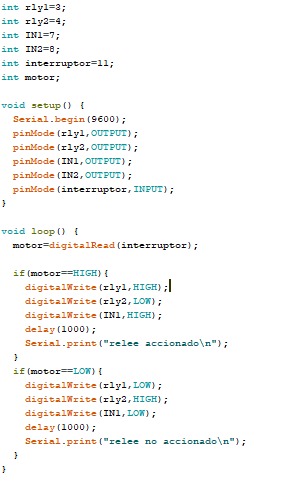 int rly1=3;
int rly2=4;
int IN1=7;
int IN2=8;
int interruptor=11;
int motor;
void setup() {
Serial.begin(9600);
pinMode(rly1,OUTPUT);
pinMode(rly2,OUTPUT);
pinMode(IN1,OUTPUT);
pinMode(IN2,OUTPUT);
pinMode(interruptor,INPUT);
}
void loop() {
motor=digitalRead(interruptor);
if(motor==HIGH){
digitalWrite(rly1,HIGH);
digitalWrite(rly2,LOW);
digitalWrite(IN1,HIGH);
delay(1000);
Serial.print("relee accionado\n");
}
if(motor==LOW){
digitalWrite(rly1,LOW);
digitalWrite(rly2,HIGH);
digitalWrite(IN1,LOW);
delay(1000);
Serial.print("relee no accionado\n");
}
}